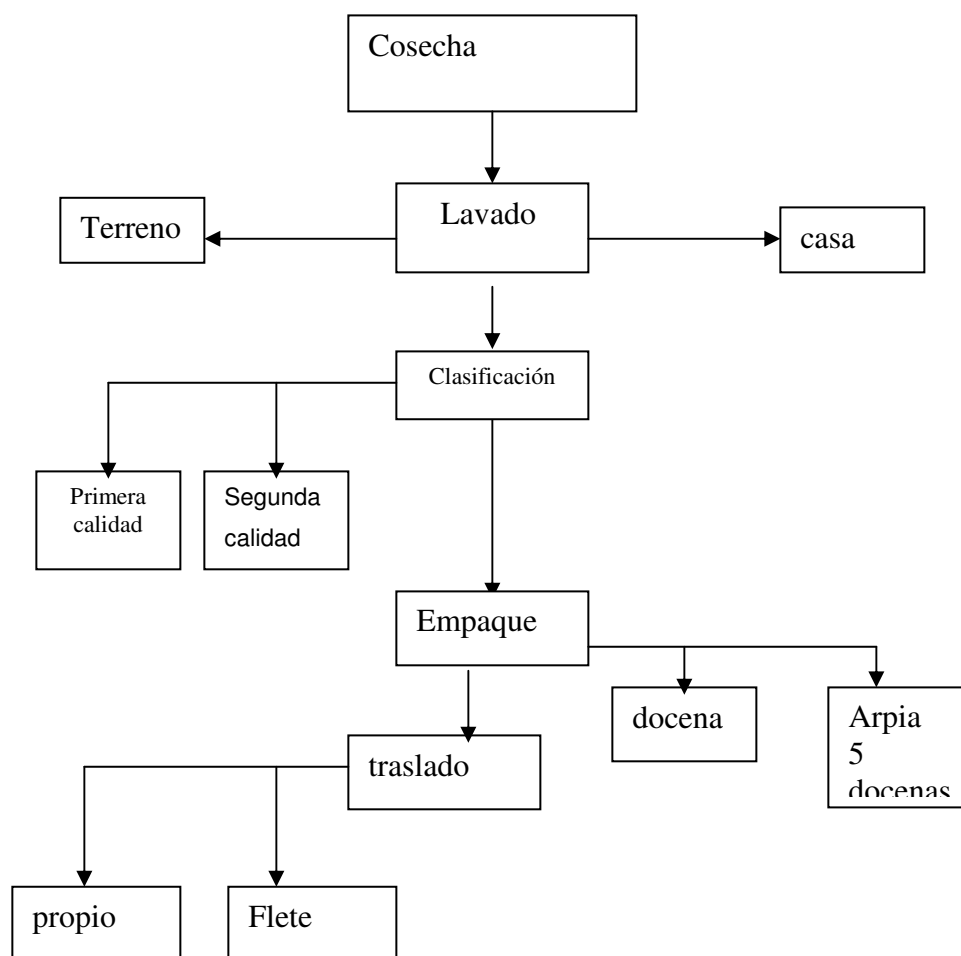 Cosecha
Lavado
Terreno
casa
Clasificación
Primera
calidad
Segunda
calidad
Empaque
docena
Arpia
5
docenas
traslado
propio
Flete